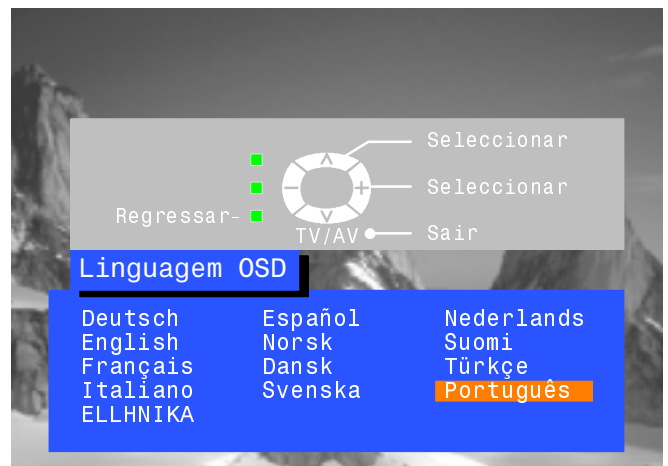 Seleccionar
Seleccionar
Regressar-
TV/AV Sair
Linguagem OSD
Deutsch Español Nederlands
English Norsk Suomi
Français Dansk Türkçe
Italiano Svenska Português
ELLHNIKA